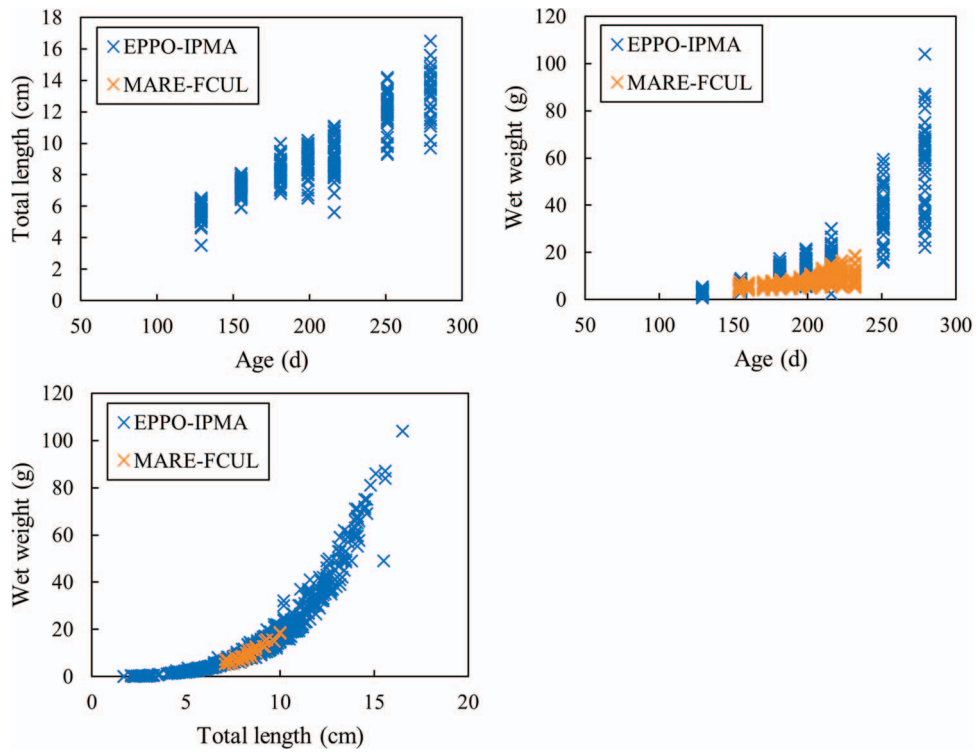 18
16
14
12
10
8
6
4
2
0
Total length (cm)
EPPO-IPMA
MARE-FCUL
50 100 150 200 250 300
Age (d)
120
100
80
60
40
20
0
Wet weight (g)
EPPO-IPMA
MARE-FCUL
50 100 150 200 250 300
Age (d)
120
100
80
60
40
20
0
Wet weight (g)
EPPO-IPMA
MARE-FCUL
0 5 10 15 20
Total length (cm)